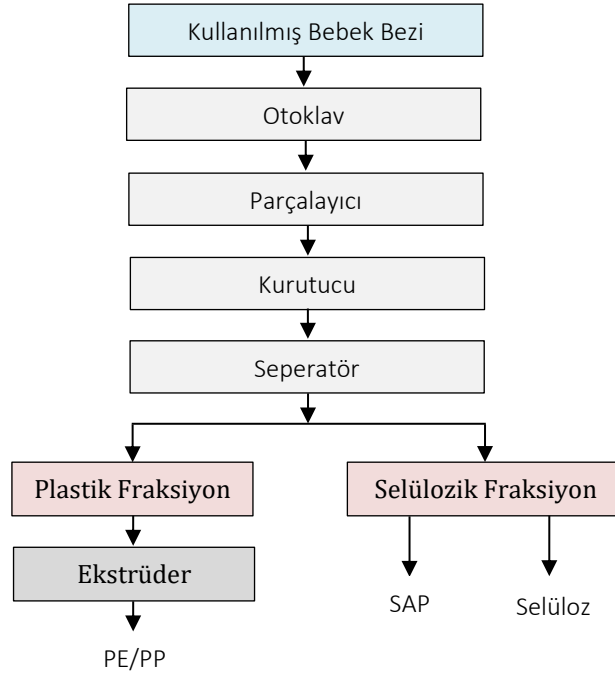 Kullanılmış Bebek Bezi
Otoklav
Parçalayıcı
Kurutucu
Seperatör
Plastik Fraksiyon
Selülozik Fraksiyon
Ekstrüder
SAP
Selüloz
PE/PP